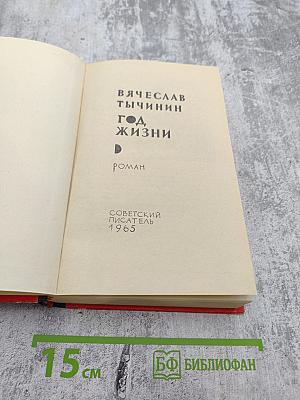 ВЯЧЕСЛАВ
ТЫЧИНИН
ГОД
ЖИЗНИ
РОМАН
СОВЕТСКИЙ
ПИСАТЕЛЬ
1965
15 см
БФ БИБЛИОФАН